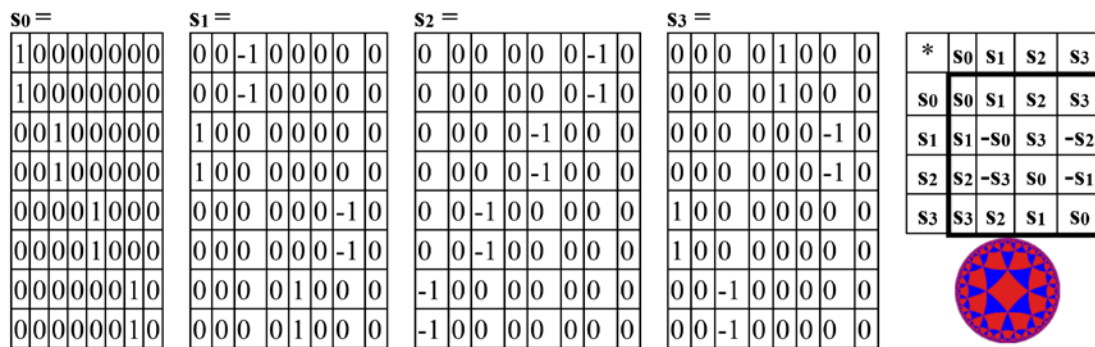 s0 =
1 0 0 0 0 0 0 0
1 0 0 0 0 0 0 0
0 0 1 0 0 0 0 0
0 0 1 0 0 0 0 0
0 0 0 0 1 0 0 0
0 0 0 0 1 0 0 0
0 0 0 0 0 0 1 0
0 0 0 0 0 0 1 0
s1 =
0 0 -1 0 0 0 0 0
0 0 -1 0 0 0 0 0
1 0 0 0 0 0 0 0
1 0 0 0 0 0 0 0
0 0 0 0 0 0 -1 0
0 0 0 0 0 0 -1 0
0 0 0 0 1 0 0 0
0 0 0 0 1 0 0 0
s2 =
0 0 0 0 0 0 -1 0
0 0 0 0 0 0 -1 0
0 0 0 0 -1 0 0 0
0 0 0 0 -1 0 0 0
0 0 -1 0 0 0 0 0
0 0 -1 0 0 0 0 0
-1 0 0 0 0 0 0 0
-1 0 0 0 0 0 0 0
s3 =
0 0 0 0 1 0 0 0
0 0 0 0 1 0 0 0
0 0 0 0 0 0 -1 0
0 0 0 0 0 0 -1 0
1 0 0 0 0 0 0 0
1 0 0 0 0 0 0 0
0 0 -1 0 0 0 0 0
0 0 -1 0 0 0 0 0
* s0 s1 s2 s3
s0 s0 s1 s2 s3
s1 s1 -s0 s3 -s2
s2 s2 -s3 s0 -s1
s3 s3 s2 s1 s0